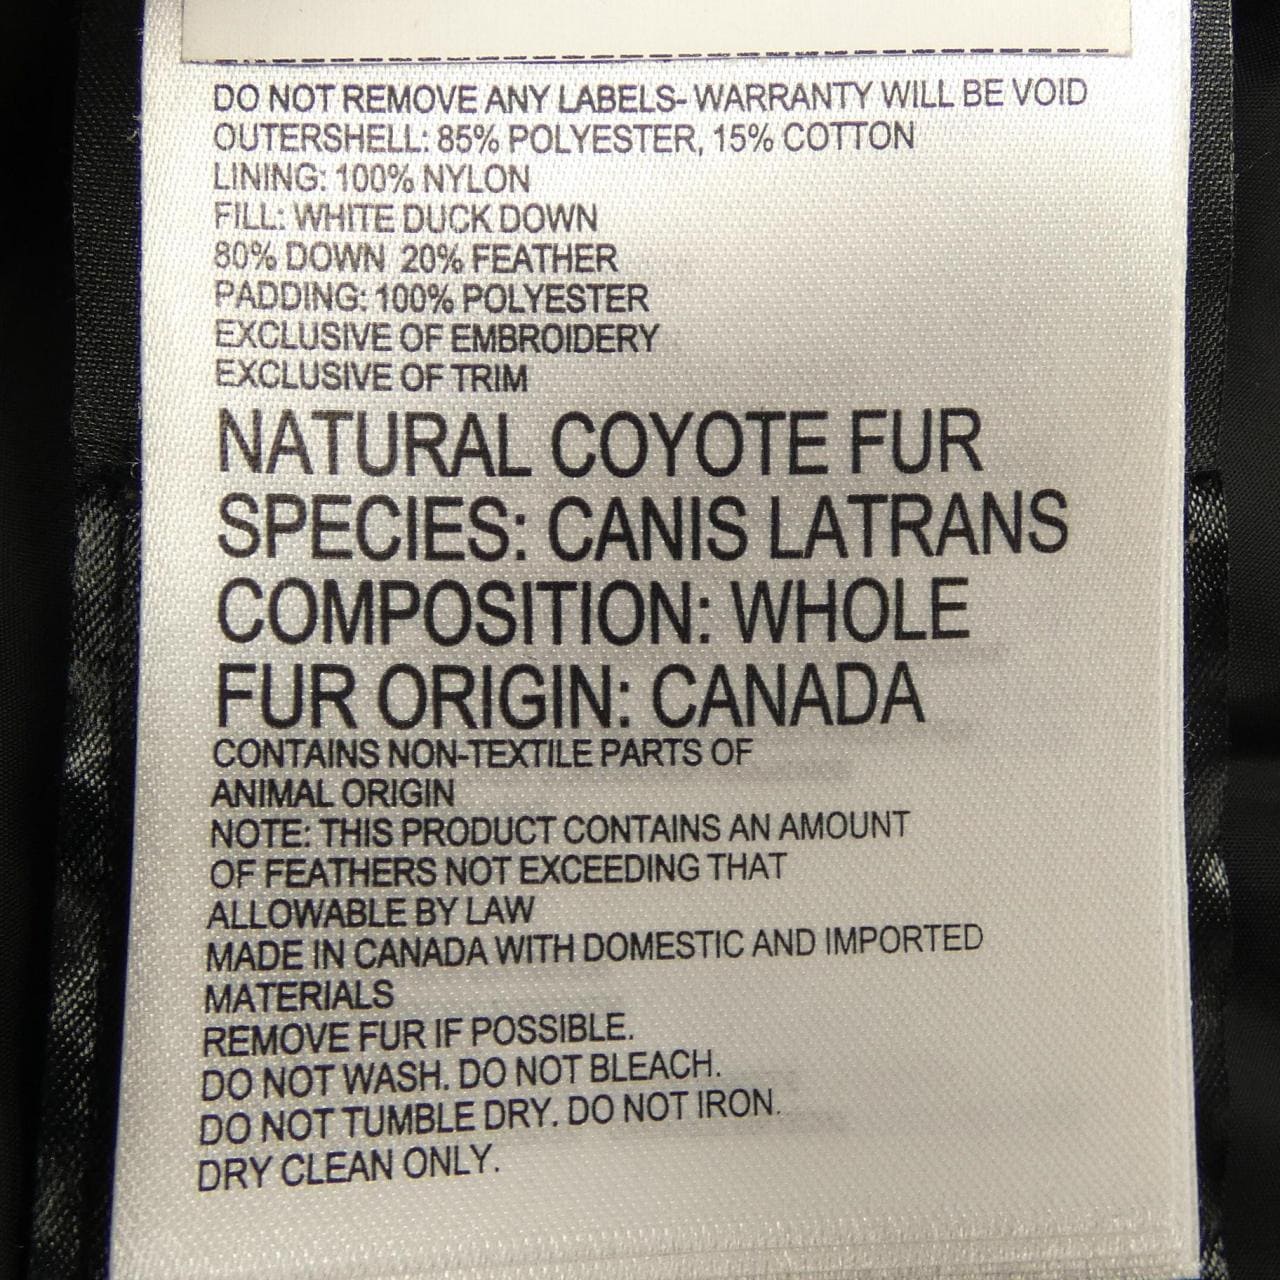 DO NOT REMOVE ANY LABELS- WARRANTY WILL BE VOID
OUTERSHELL: 85% POLYESTER, 15% COTTON
LINING: 100% NYLON
FILL: WHITE DUCK DOWN
80% DOWN 20% FEATHER
PADDING: 100% POLYESTER
EXCLUSIVE OF EMBROIDERY
EXCLUSIVE OF TRIM
NATURAL COYOTE FUR
SPECIES: CANIS LATRANS
COMPOSITION: WHOLE
FUR ORIGIN: CANADA
CONTAINS NON-TEXTILE PARTS OF
ANIMAL ORIGIN
NOTE: THIS PRODUCT CONTAINS AN AMOUNT
OF FEATHERS NOT EXCEEDING THAT
ALLOWABLE BY LAW
MADE IN CANADA WITH DOMESTIC AND IMPORTED
MATERIALS
REMOVE FUR IF POSSIBLE.
DO NOT WASH. DO NOT BLEACH.
DO NOT TUMBLE DRY. DO NOT IRON.
DRY CLEAN ONLY.